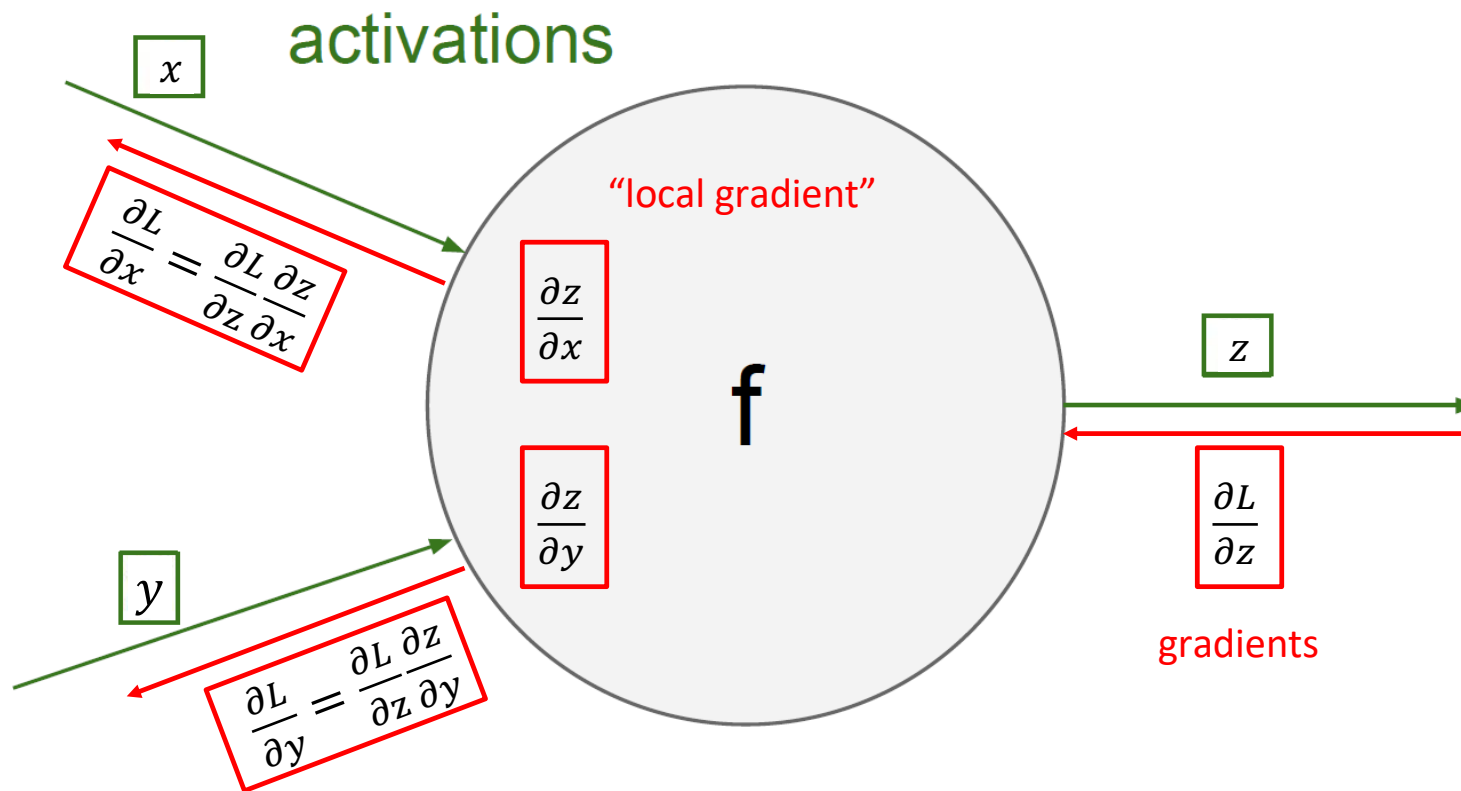 activations
x
∂L/∂x = ∂L/∂z ∂z/∂x
“local gradient”
∂z/∂x
f
z
∂z/∂y
∂L/∂z
y
∂L/∂y = ∂L/∂z ∂z/∂y
gradients